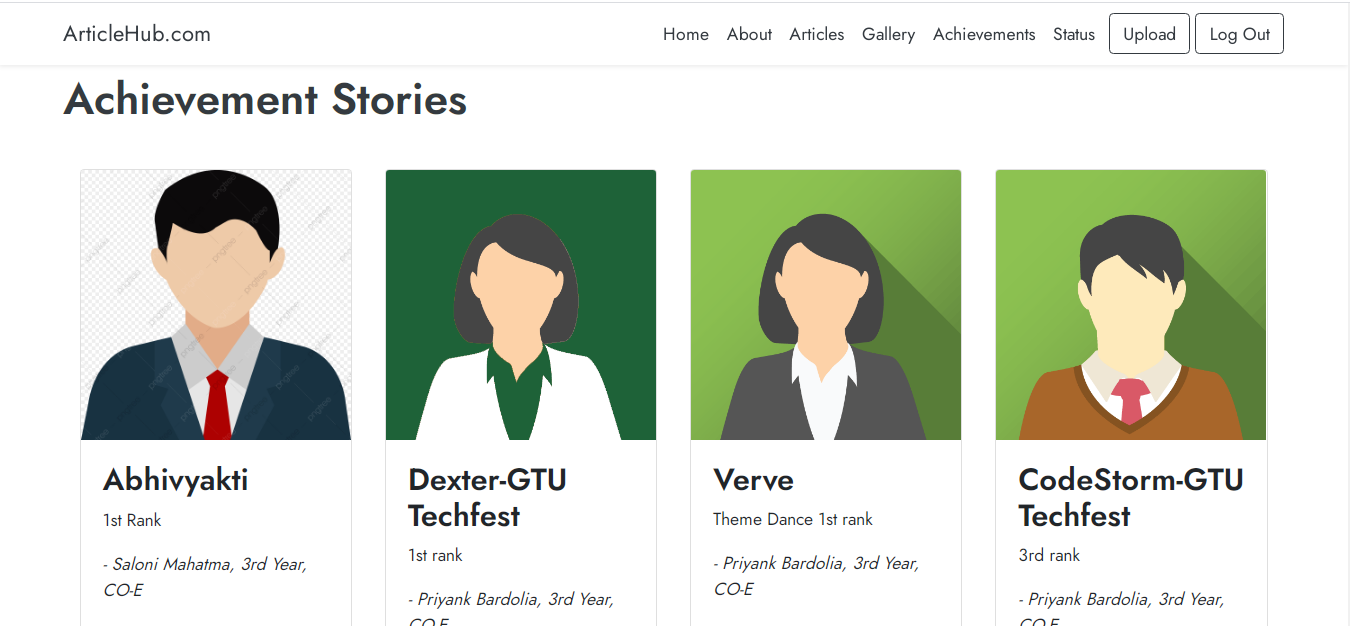 ArticleHub.com
Home About Articles Gallery Achievements Status Upload Log Out
Achievement Stories
Abhivyakti
1st Rank
- Saloni Mahatma, 3rd Year,
CO-E
Dexter-GTU
Techfest
1st rank
- Priyank Bardolia, 3rd Year,
CO-E
Verve
Theme Dance 1st rank
- Priyank Bardolia, 3rd Year,
CO-E
CodeStorm-GTU
Techfest
3rd rank
- Priyank Bardolia, 3rd Year,
CO-E